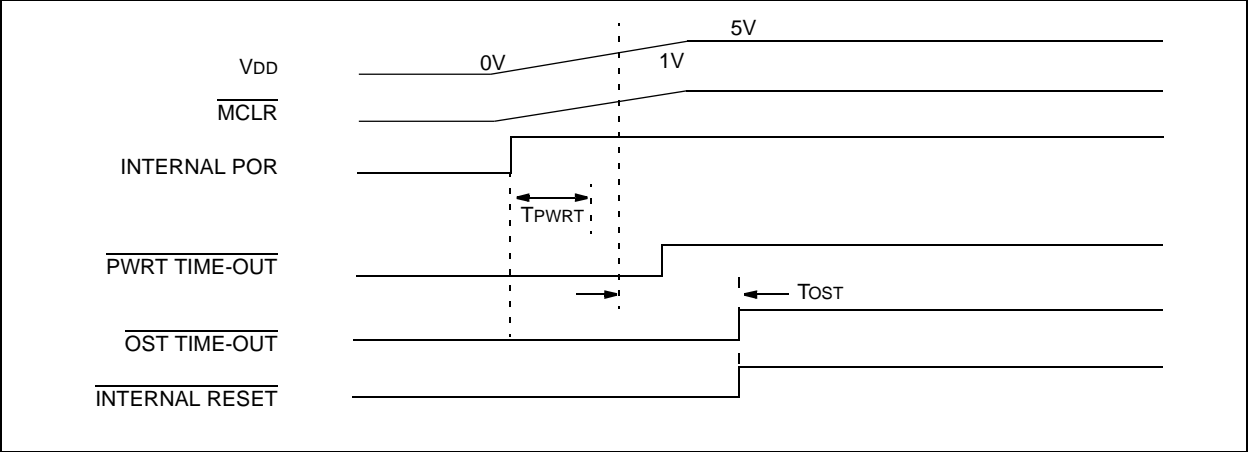 5V
VDD
0V
1V
MCLR
INTERNAL POR
TPWRT
PWRT TIME-OUT
TOST
OST TIME-OUT
INTERNAL RESET